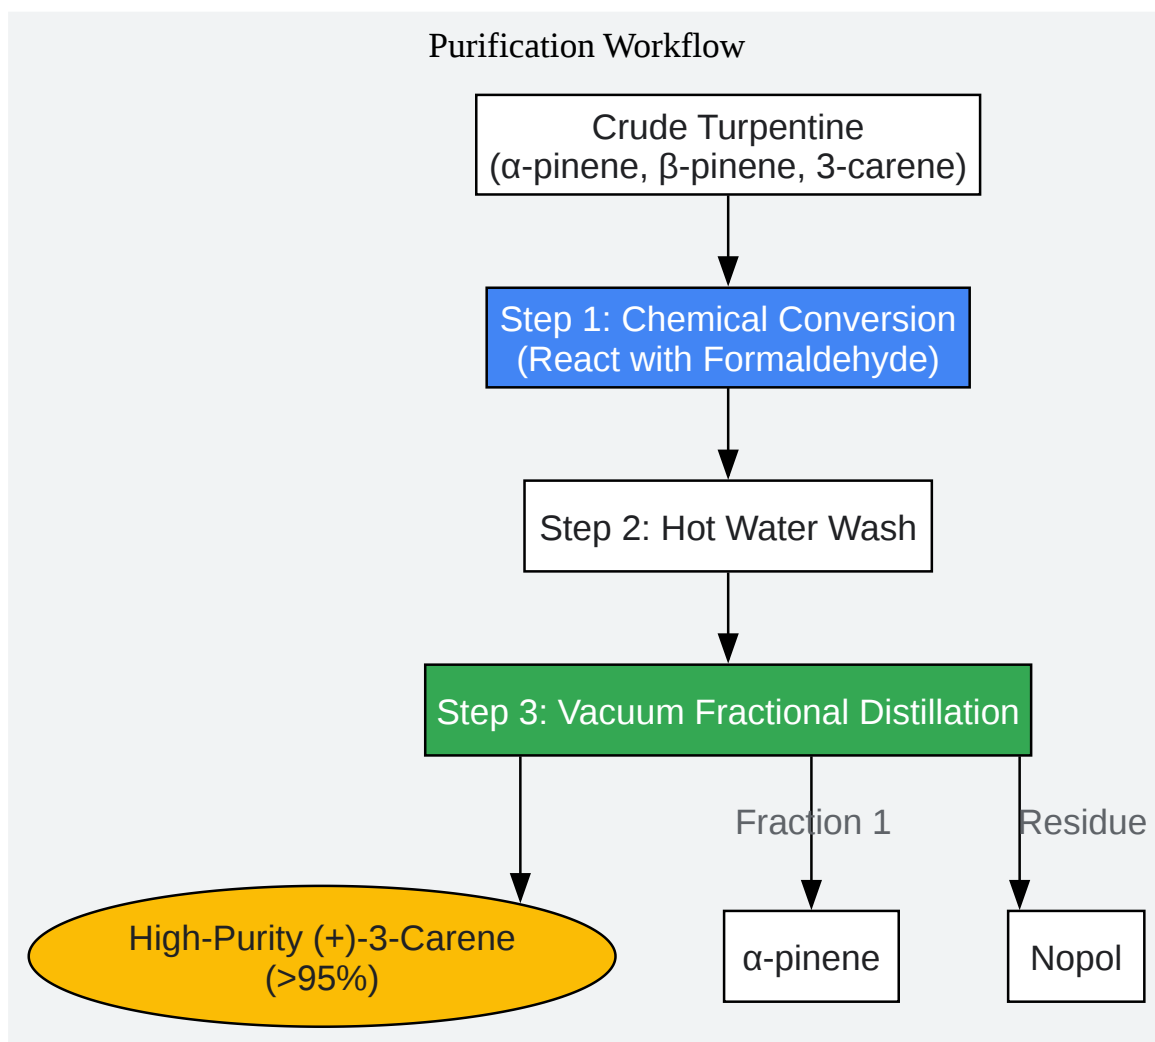 Purification Workflow
Crude Turpentine
(α-pinene, β-pinene, 3-carene)
Step 1: Chemical Conversion
(React with Formaldehyde)
Step 2: Hot Water Wash
Step 3: Vacuum Fractional Distillation
Fraction 1
Residue
High-Purity (+)-3-Carene
(>95%)
α-pinene
Nopol